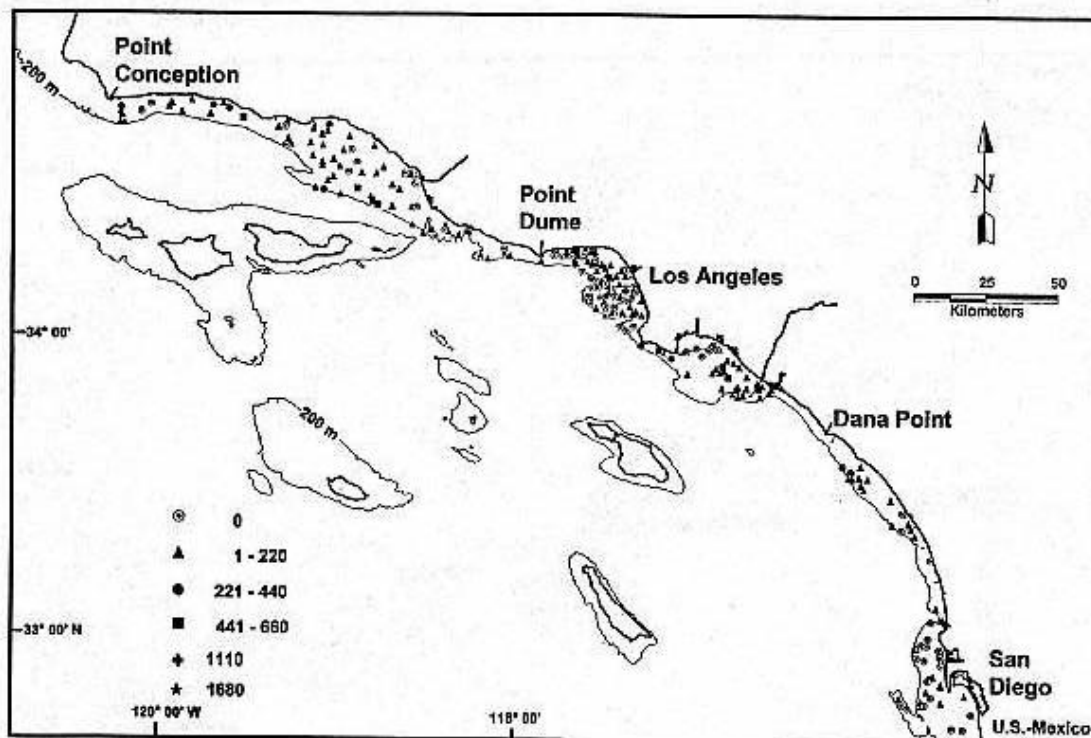 Point
Conception
200 m
Point
Dume
N
Los Angeles
0 25 50
Kilometers
34° 00'
Dana Point
200 m
0
1 - 220
221 - 440
441 - 660
1110
1680
33° 00' N
San
Diego
120° 00' W
118° 00'
U.S.-Mexico